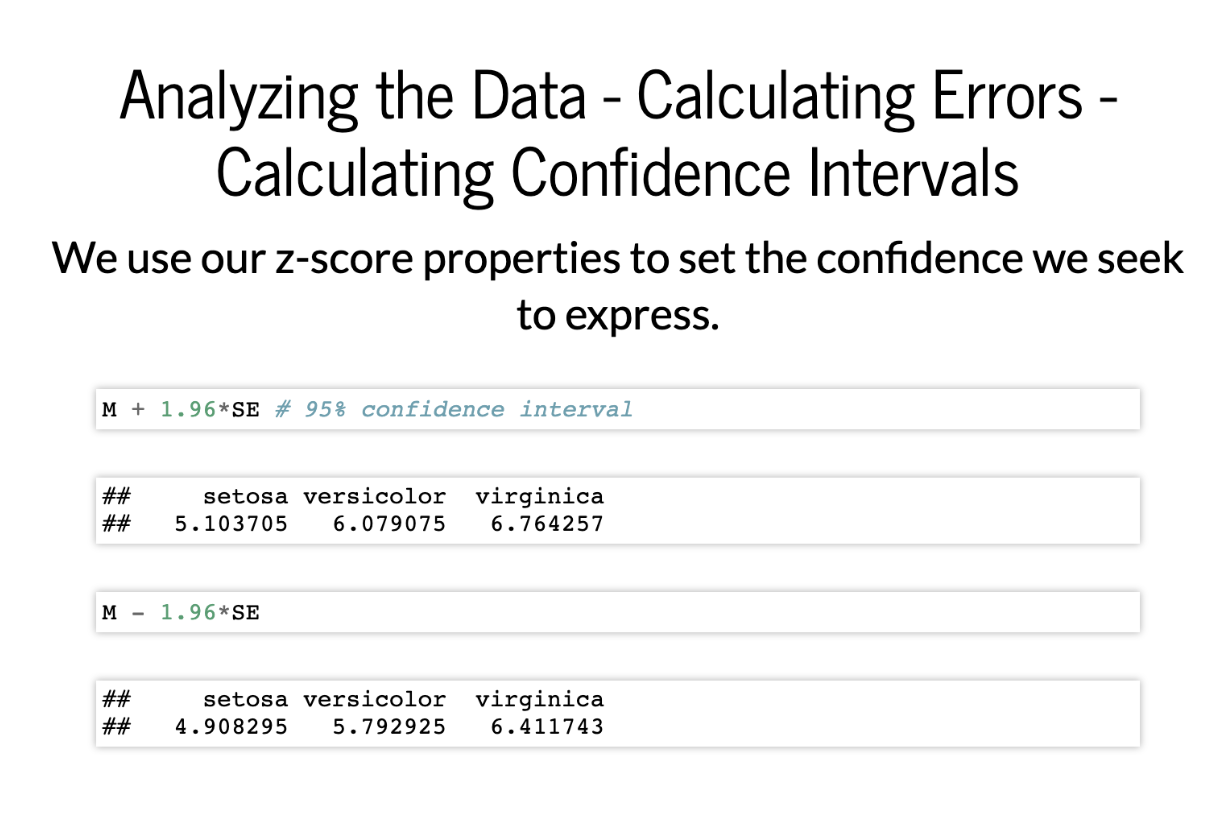 Analyzing the Data - Calculating Errors -
Calculating Confidence Intervals
We use our z-score properties to set the confidence we seek
to express.
M + 1.96*SE # 95% confidence interval
##     setosa versicolor  virginica
##   5.103705   6.079075   6.764257
M - 1.96*SE
##     setosa versicolor  virginica
##   4.908295   5.792925   6.411743